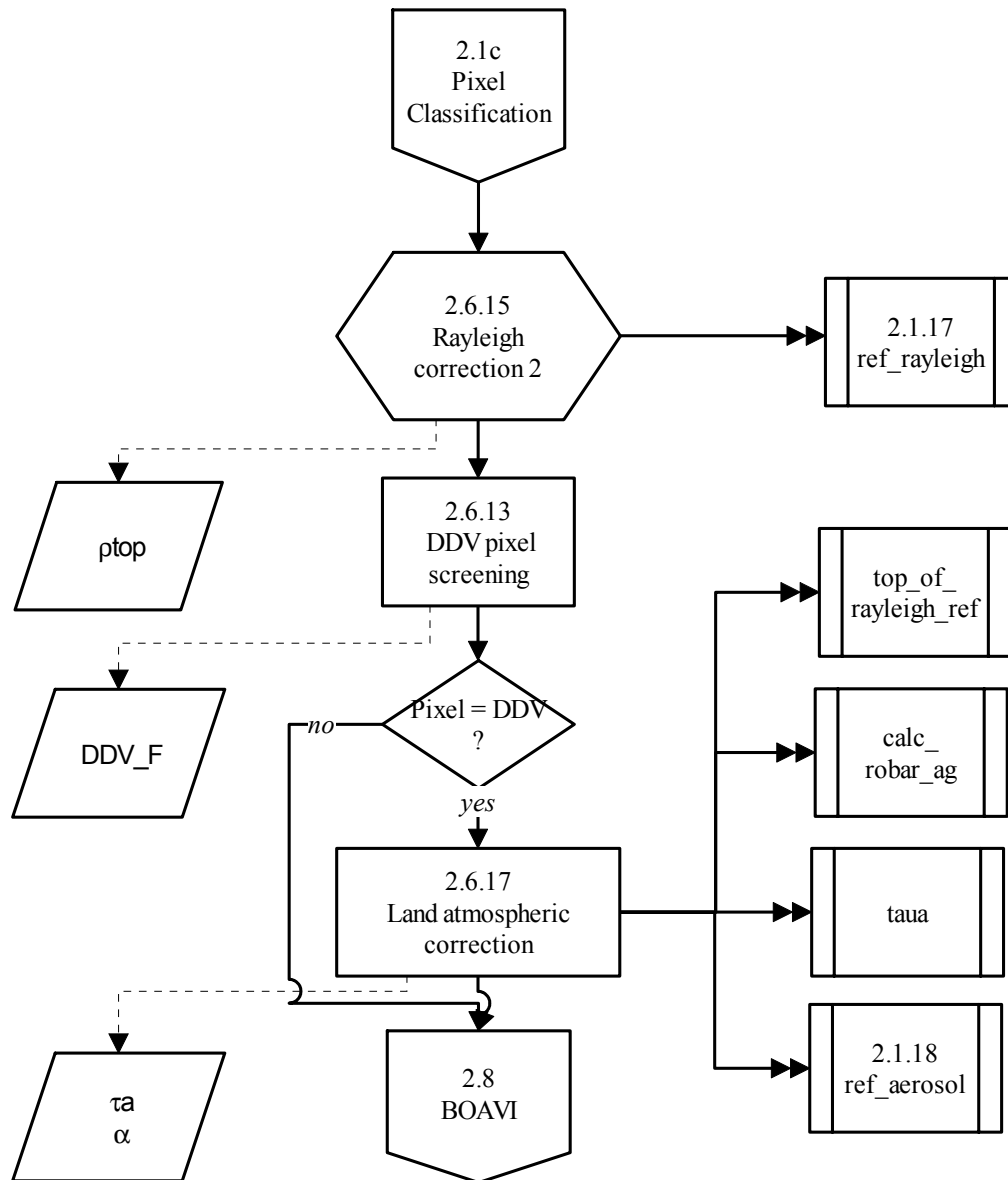 2.1c
Pixel
Classification
2.6.15
Rayleigh
correction 2
2.1.17
ref_rayleigh
ρtop
2.6.13
DDV pixel
screening
top_of_
rayleigh_ref
DDV_F
no
Pixel = DDV
?
calc_
robar_ag
yes
2.6.17
Land atmospheric
correction
taua
τa
α
2.8
BOAVI
2.1.18
ref_aerosol